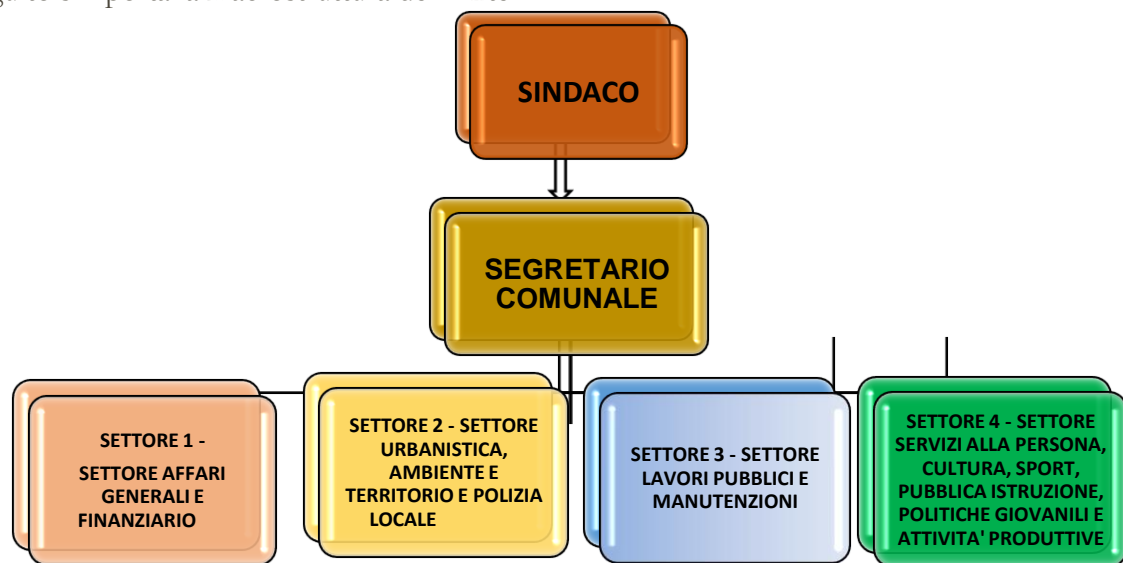 SINDACO
SEGRETARIO
COMUNALE
SETTORE 1 -
SETTORE AFFARI
GENERALI E
FINANZIARIO
SETTORE 2 - SETTORE
URBANISTICA,
AMBIENTE E
TERRITORIO E POLIZIA
LOCALE
SETTORE 3 - SETTORE
LAVORI PUBBLICI E
MANUTENZIONI
SETTORE 4 - SETTORE
SERVIZI ALLA PERSONA,
CULTURA, SPORT,
PUBBLICA ISTRUZIONE,
POLITICHE GIOVANILI E
ATTIVITA' PRODUTTIVE